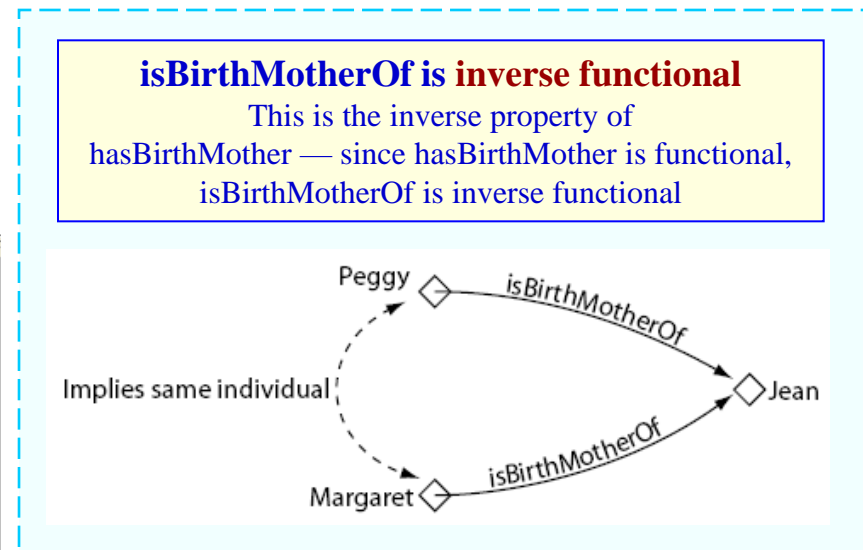 isBirthMotherOf is inverse functional
This is the inverse property of
hasBirthMother — since hasBirthMother is functional,
isBirthMotherOf is inverse functional
Peggy
isBirthMotherOf
Implies same individual
Jean
isBirthMotherOf
Margaret